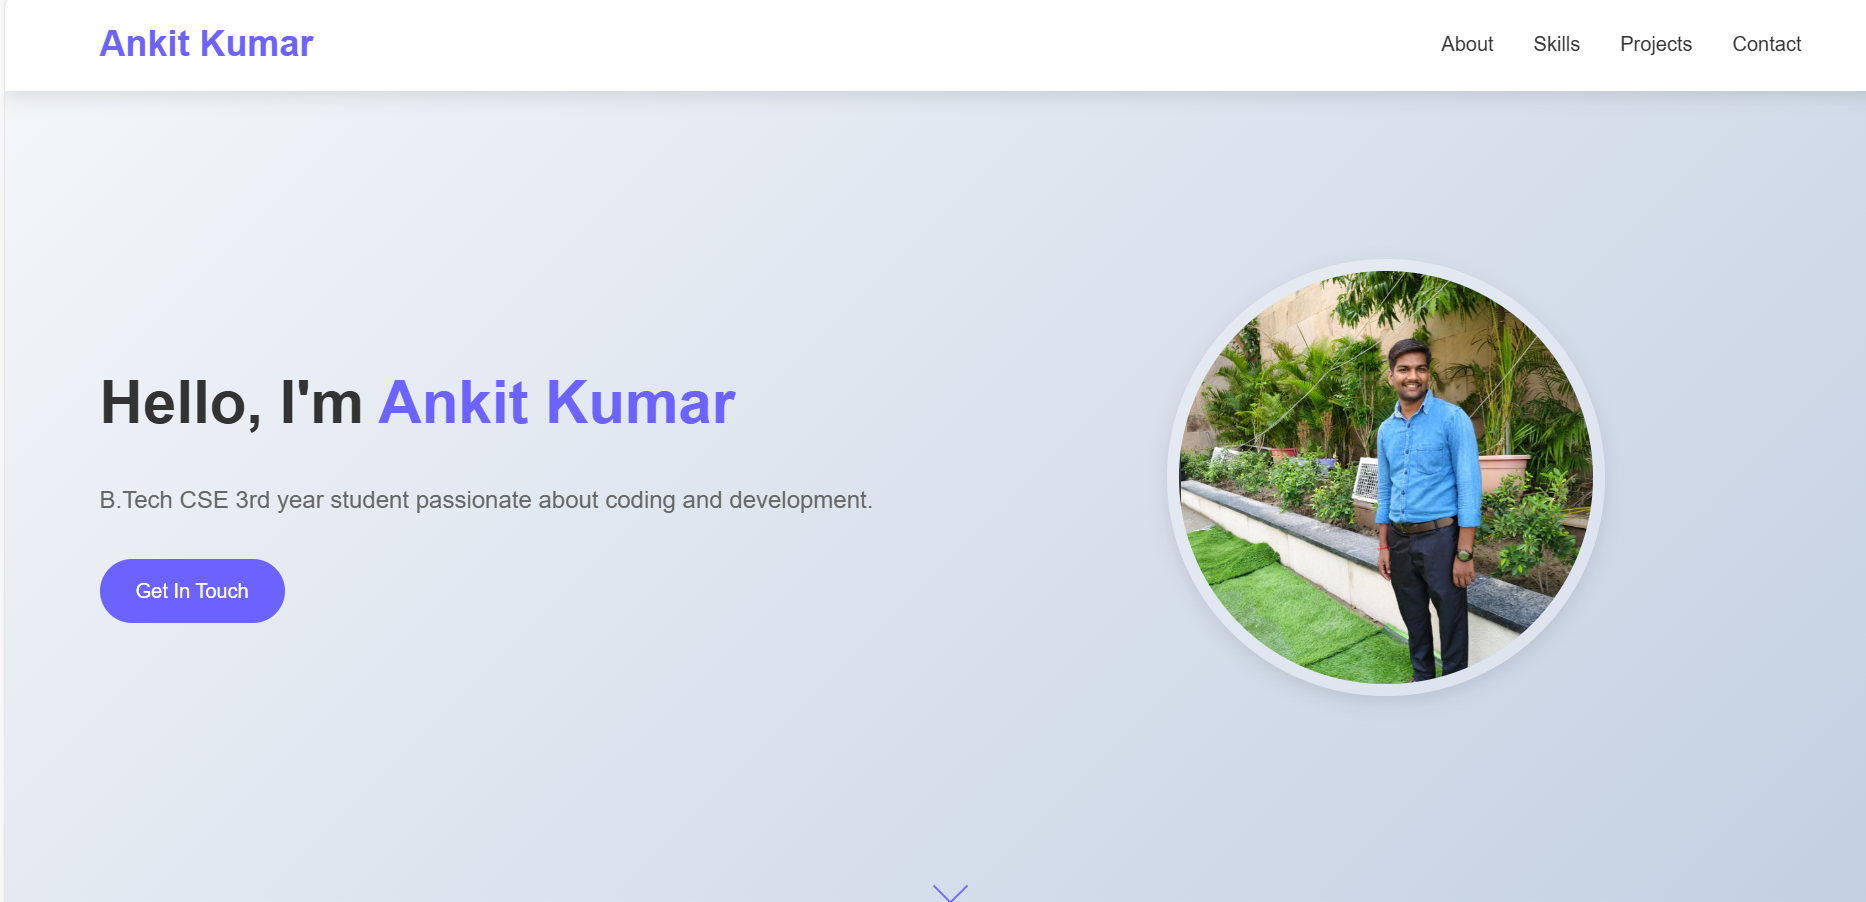 Ankit Kumar
About Skills Projects Contact
Hello, I'm Ankit Kumar
B.Tech CSE 3rd year student passionate about coding and development.
Get In Touch